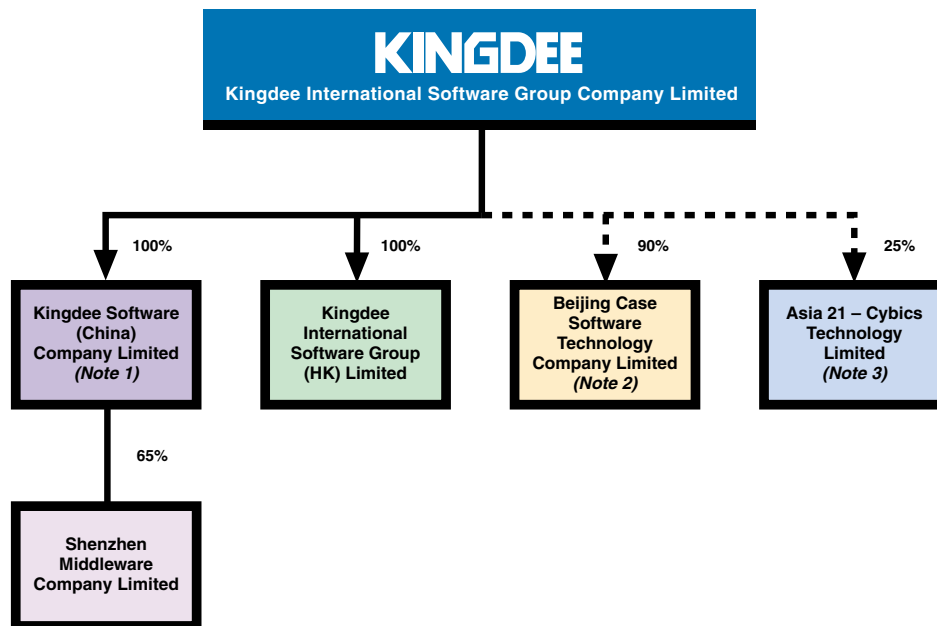 KINGDEE
Kingdee International Software Group Company Limited
100%
100%
90%
25%
Kingdee Software
(China)
Company Limited
(Note 1)
Kingdee
International
Software Group
(HK) Limited
Beijing Case
Software
Technology
Company Limited
(Note 2)
Asia 21 – Cybics
Technology
Limited
(Note 3)
65%
Shenzhen
Middleware
Company Limited